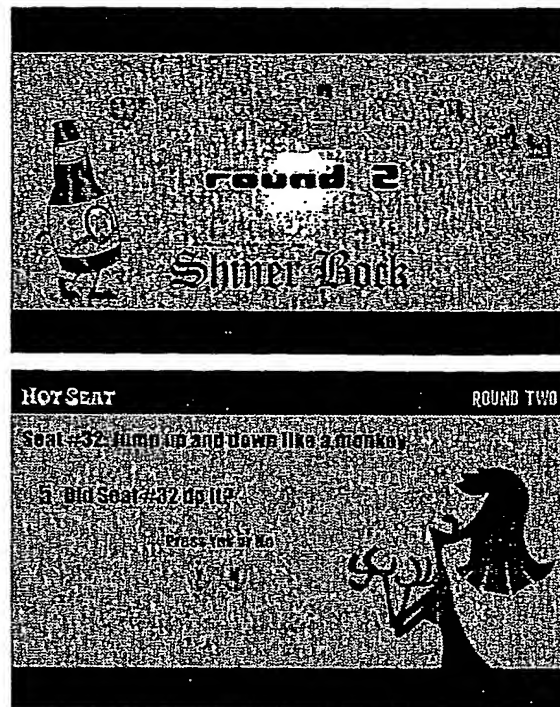 round 2
Shiner Bock
HOT SEAT
ROUND TWO
Seat #32: Jump up and down like a monkey.
5. Did Seat #32 do it?
Press Yes or No
Y N